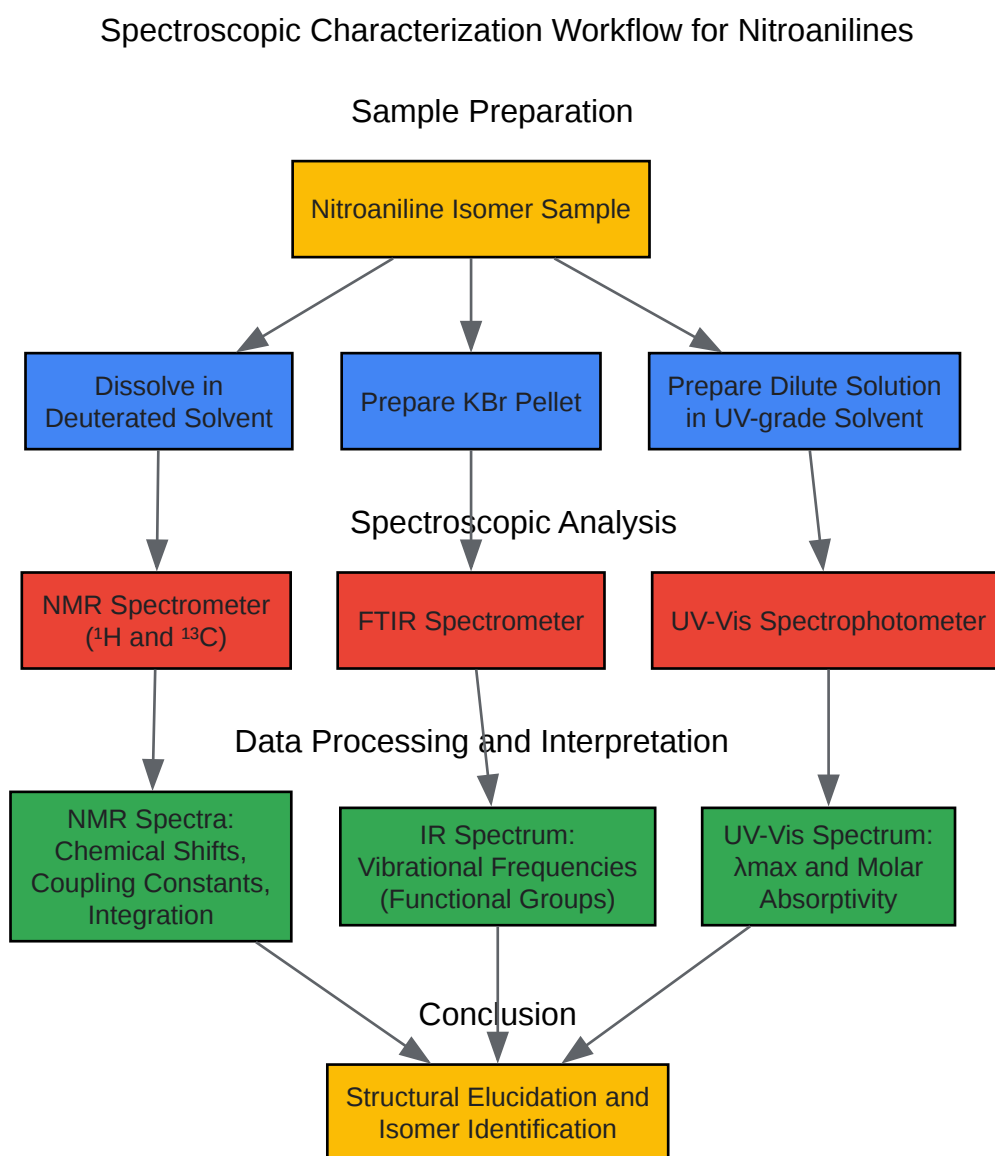 Spectroscopic Characterization Workflow for Nitroanilines
Sample Preparation
Nitroaniline Isomer Sample
Dissolve in
Deuterated Solvent
Prepare KBr Pellet
Prepare Dilute Solution
in UV-grade Solvent
Spectroscopic Analysis
NMR Spectrometer
(¹H and ¹³C)
FTIR Spectrometer
UV-Vis Spectrophotometer
Data Processing and Interpretation
NMR Spectra:
Chemical Shifts,
Coupling Constants,
Integration
IR Spectrum:
Vibrational Frequencies
(Functional Groups)
UV-Vis Spectrum:
λmax and Molar
Absorptivity
Conclusion
Structural Elucidation and
Isomer Identification